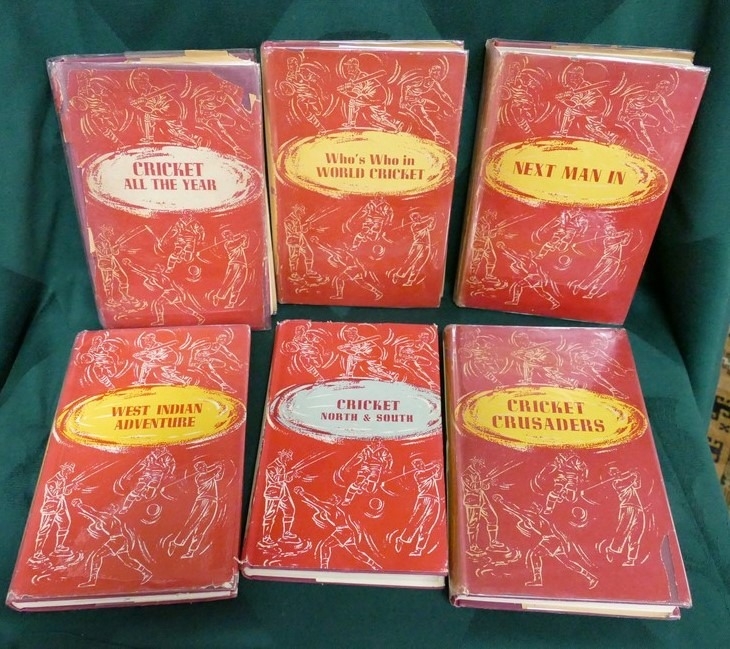 CRICKET
ALL THE YEAR
Who's Who in
WORLD CRICKET
NEXT MAN IN
WEST INDIAN
ADVENTURE
CRICKET
NORTH & SOUTH
CRICKET
CRUSADERS